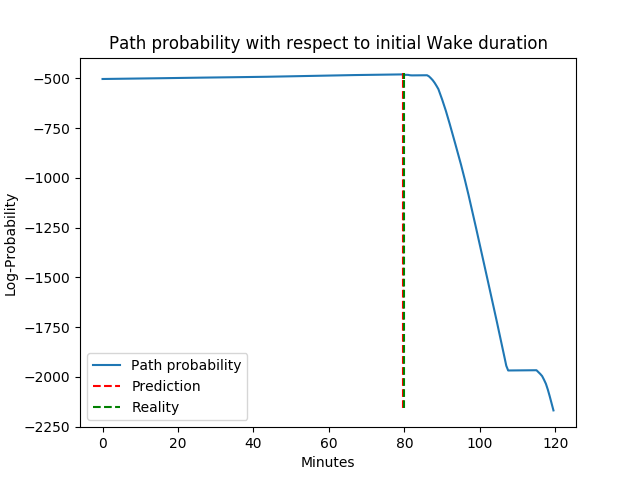 Path probability with respect to initial Wake duration
−500
−750
−1000
−1250
−1500
−1750
−2000
−2250
Log-Probability
Path probability
Prediction
Reality
0 20 40 60 80 100 120
Minutes